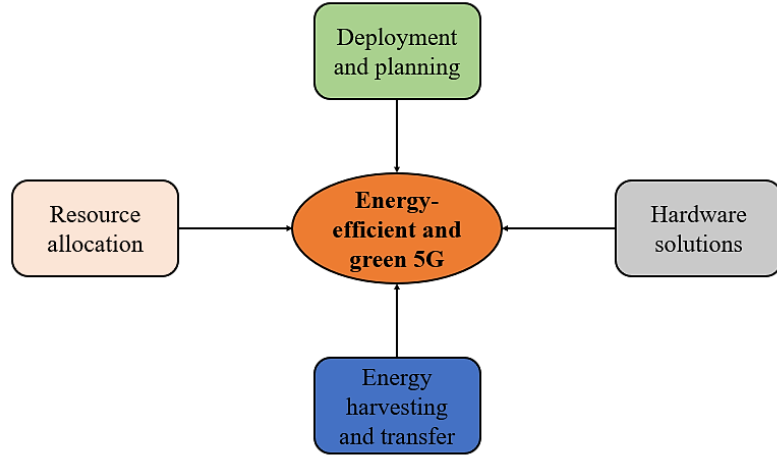 Deployment
and planning
Resource
allocation
Energy-
efficient and
green 5G
Hardware
solutions
Energy
harvesting
and transfer